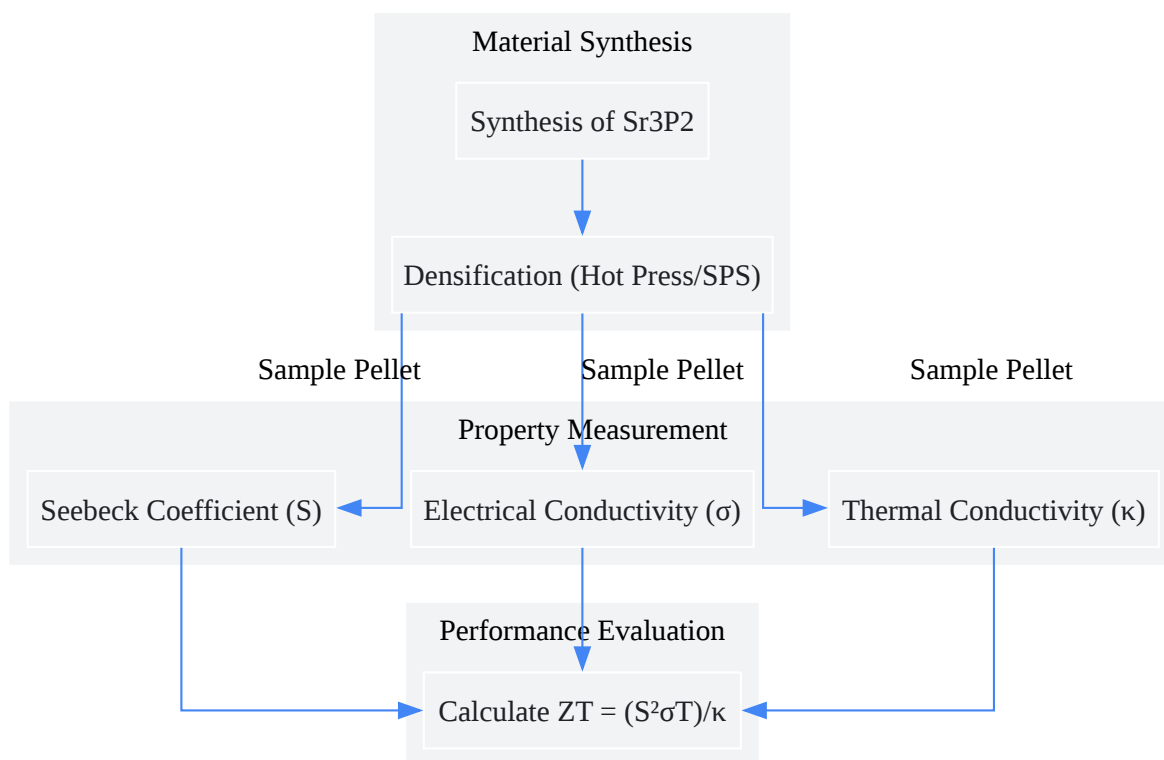 Material Synthesis
Synthesis of Sr3P2
Densification (Hot Press/SPS)
Sample Pellet
Sample Pellet
Sample Pellet
Property Measurement
Seebeck Coefficient (S)
Electrical Conductivity (σ)
Thermal Conductivity (κ)
Performance Evaluation
Calculate ZT = (S²σT)/κ